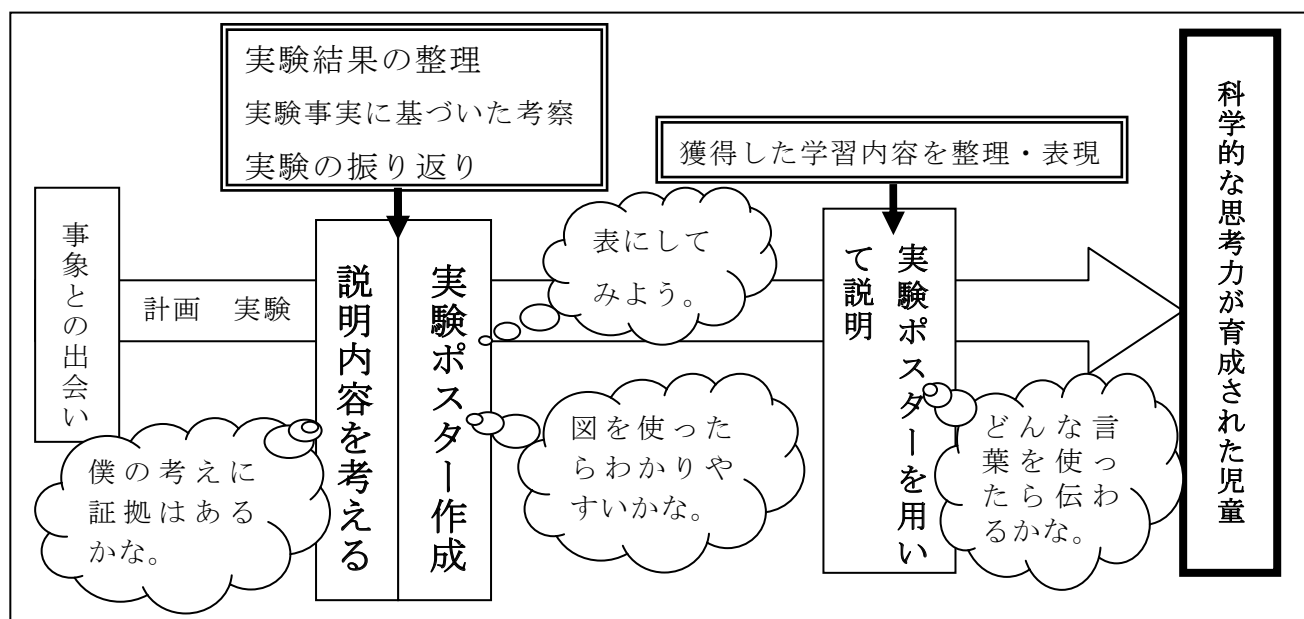 実験結果の整理
実験事実に基づいた考察
実験の振り返り
獲得した学習内容を整理・表現
事象との出会い
計画　実験
説明内容を考える
実験ポスター作成
僕の考えに
証拠はある
かな。
表にして
みよう。
図を使った
らわかりや
すいかな。
実験ポスターを用い
て説明
どんな言
葉を使っ
たら伝わ
るかな。
科学的な思考力が育成された児童